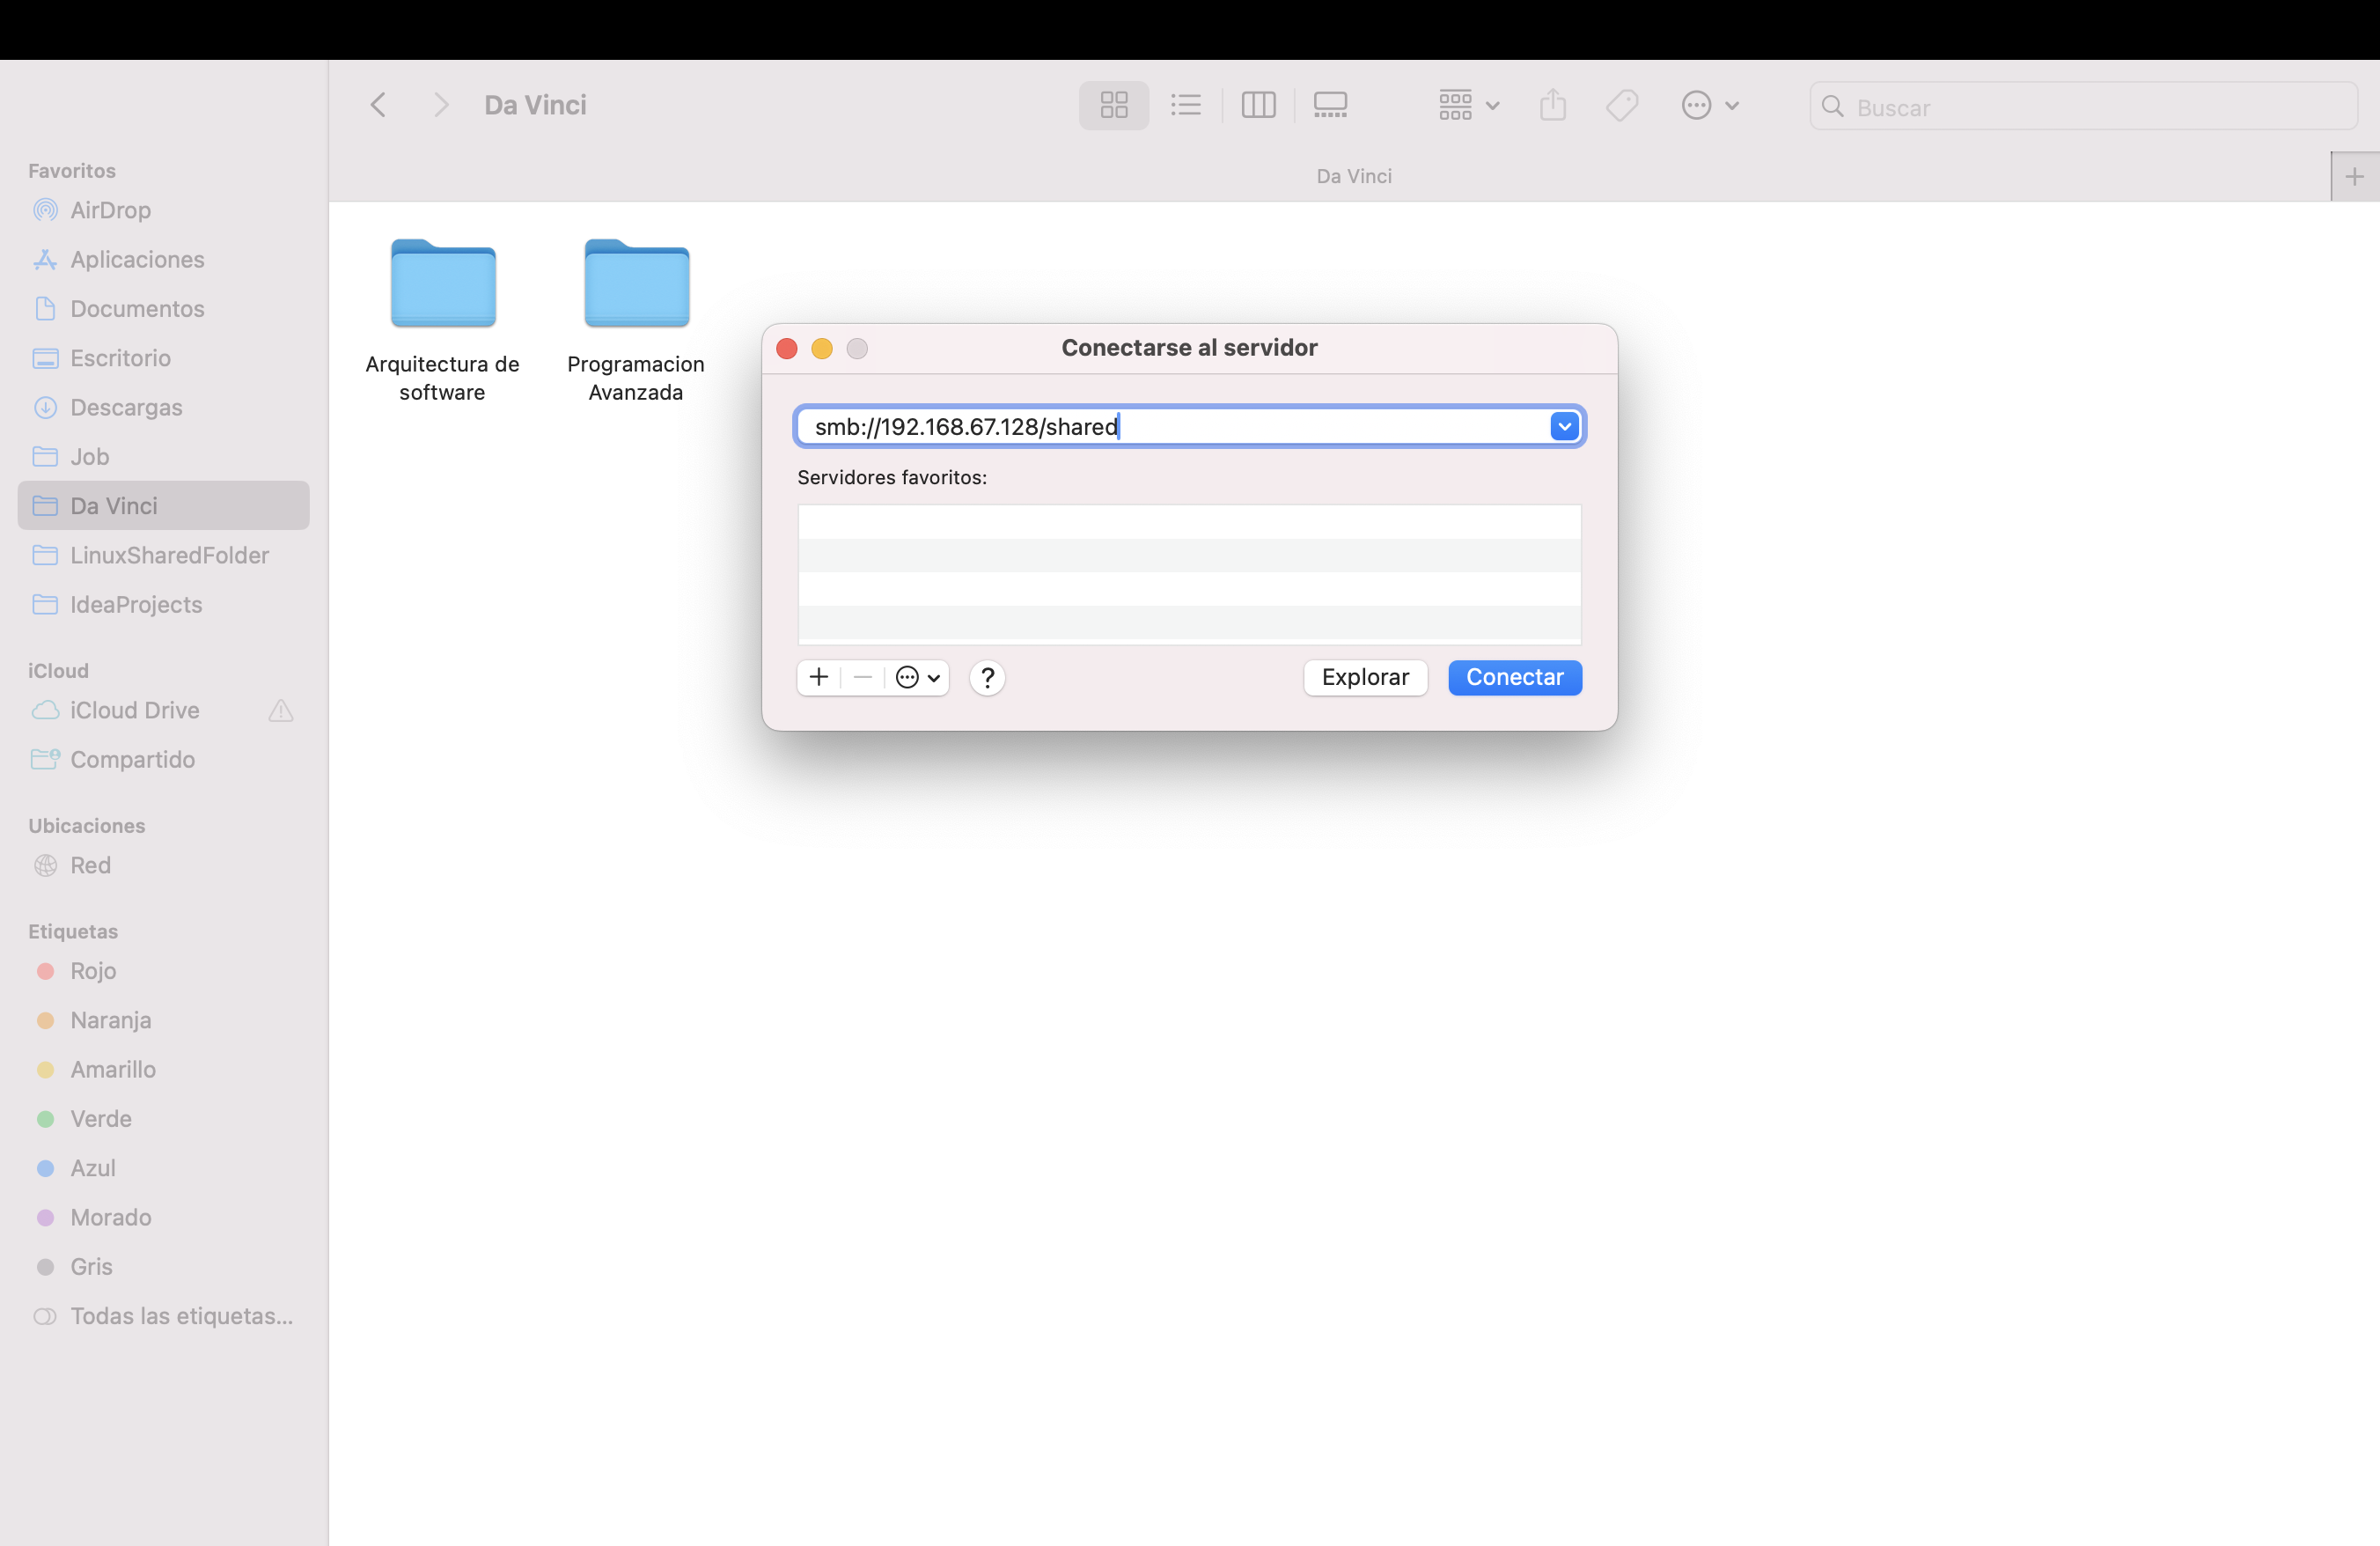 Da Vinci
Buscar
Da Vinci
Favoritos
AirDrop
Aplicaciones
Documentos
Escritorio
Descargas
Job
Da Vinci
LinuxSharedFolder
IdeaProjects
iCloud
iCloud Drive
Compartido
Ubicaciones
Red
Etiquetas
Rojo
Naranja
Amarillo
Verde
Azul
Morado
Gris
Todas las etiquetas...
Arquitectura de
software
Programacion
Avanzada
Conectarse al servidor
smb://192.168.67.128/shared
Servidores favoritos:
?
Explorar
Conectar